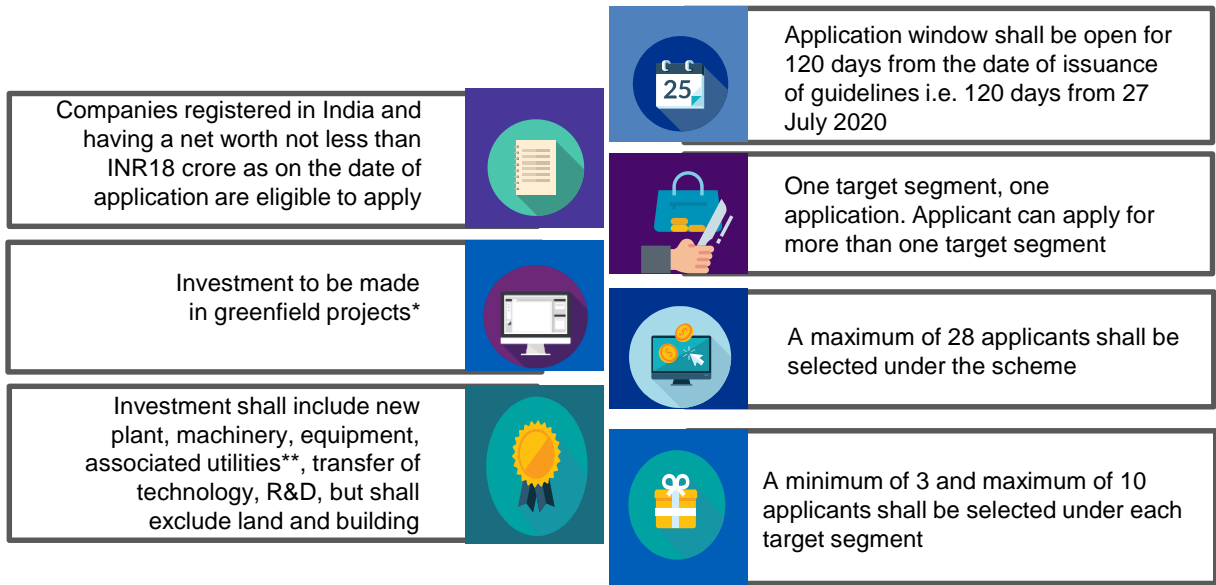 Companies registered in India and
having a net worth not less than
INR18 crore as on the date of
application are eligible to apply
Investment to be made
in greenfield projects*
Investment shall include new
plant, machinery, equipment,
associated utilities**, transfer of
technology, R&D, but shall
exclude land and building
25
Application window shall be open for
120 days from the date of issuance
of guidelines i.e. 120 days from 27
July 2020
One target segment, one
application. Applicant can apply for
more than one target segment
A maximum of 28 applicants shall be
selected under the scheme
A minimum of 3 and maximum of 10
applicants shall be selected under each
target segment